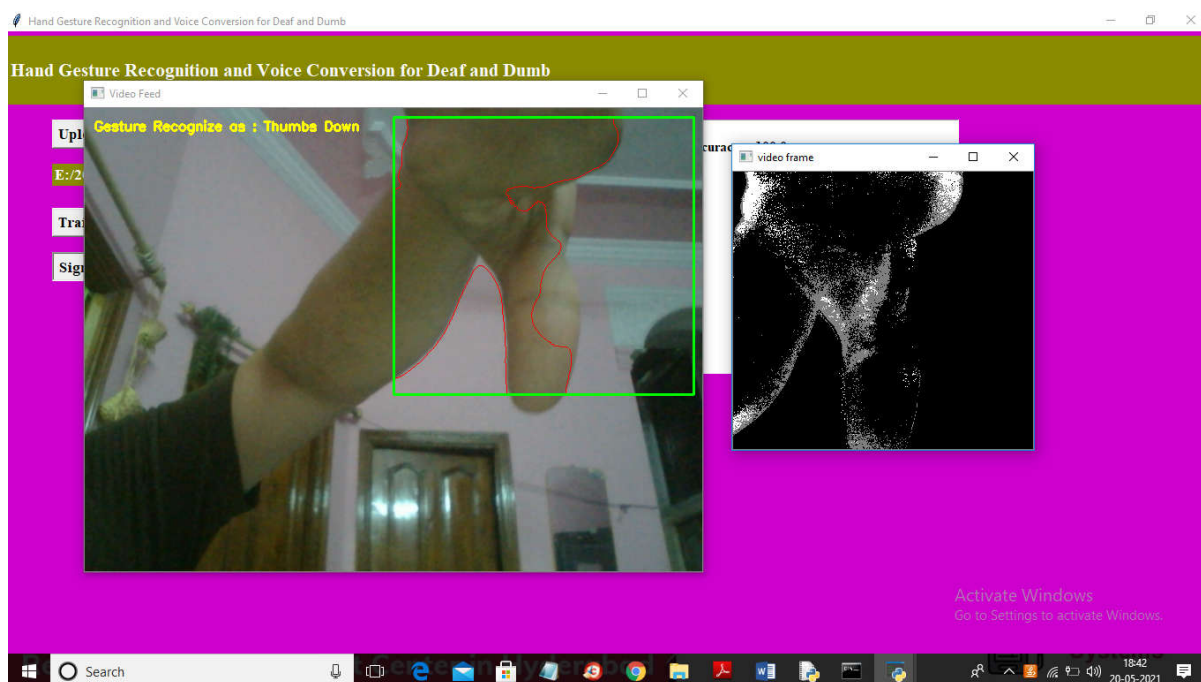 Hand Gesture Recognition and Voice Conversion for Deaf and Dumb
Hand Gesture Recognition and Voice Conversion for Deaf and Dumb
Video Feed
Gesture Recognize as : Thumbs Down
video frame
E:/2
Activate Windows
Go to Settings to activate Windows.
Search
18:42
20-05-2021